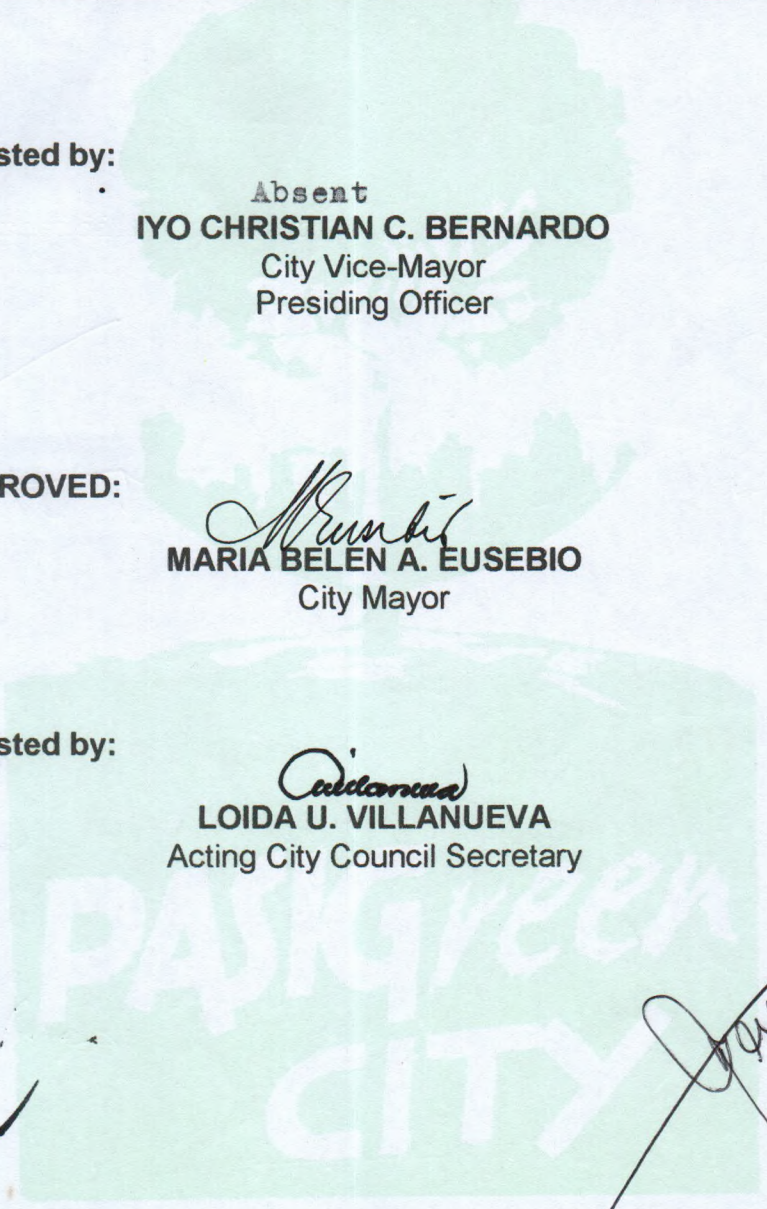 sted by:
Absent
IYO CHRISTIAN C. BERNARDO
City Vice-Mayor
Presiding Officer
ROVED:
MARIA BELEN A. EUSEBIO
City Mayor
sted by:
LOIDA U. VILLANUEVA
Acting City Council Secretary
PASIGreen
CITY